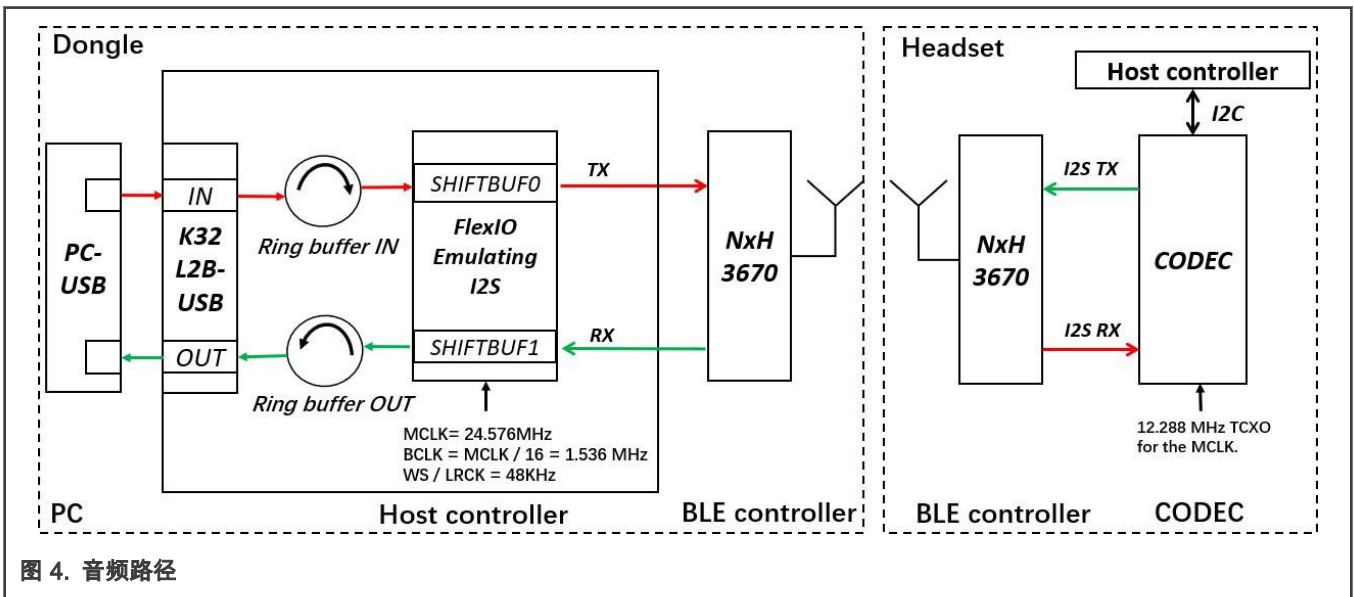 Dongle
PC-
USB
IN
K32
L2B-
USB
OUT
Ring buffer IN
Ring buffer OUT
SHIFTBUF0
FlexIO
Emulating
I2S
SHIFTBUF1
MCLK= 24.576MHz
BCLK = MCLK / 16 = 1.536 MHz
WS / LRCK = 48KHz
TX
RX
NxH
3670
PC
Host controller
BLE controller
Headset
Host controller
I2C
NxH
3670
I2S TX
I2S RX
CODEC
12.288 MHz TCXO
for the MCLK.
BLE controller
CODEC
图 4. 音频路径